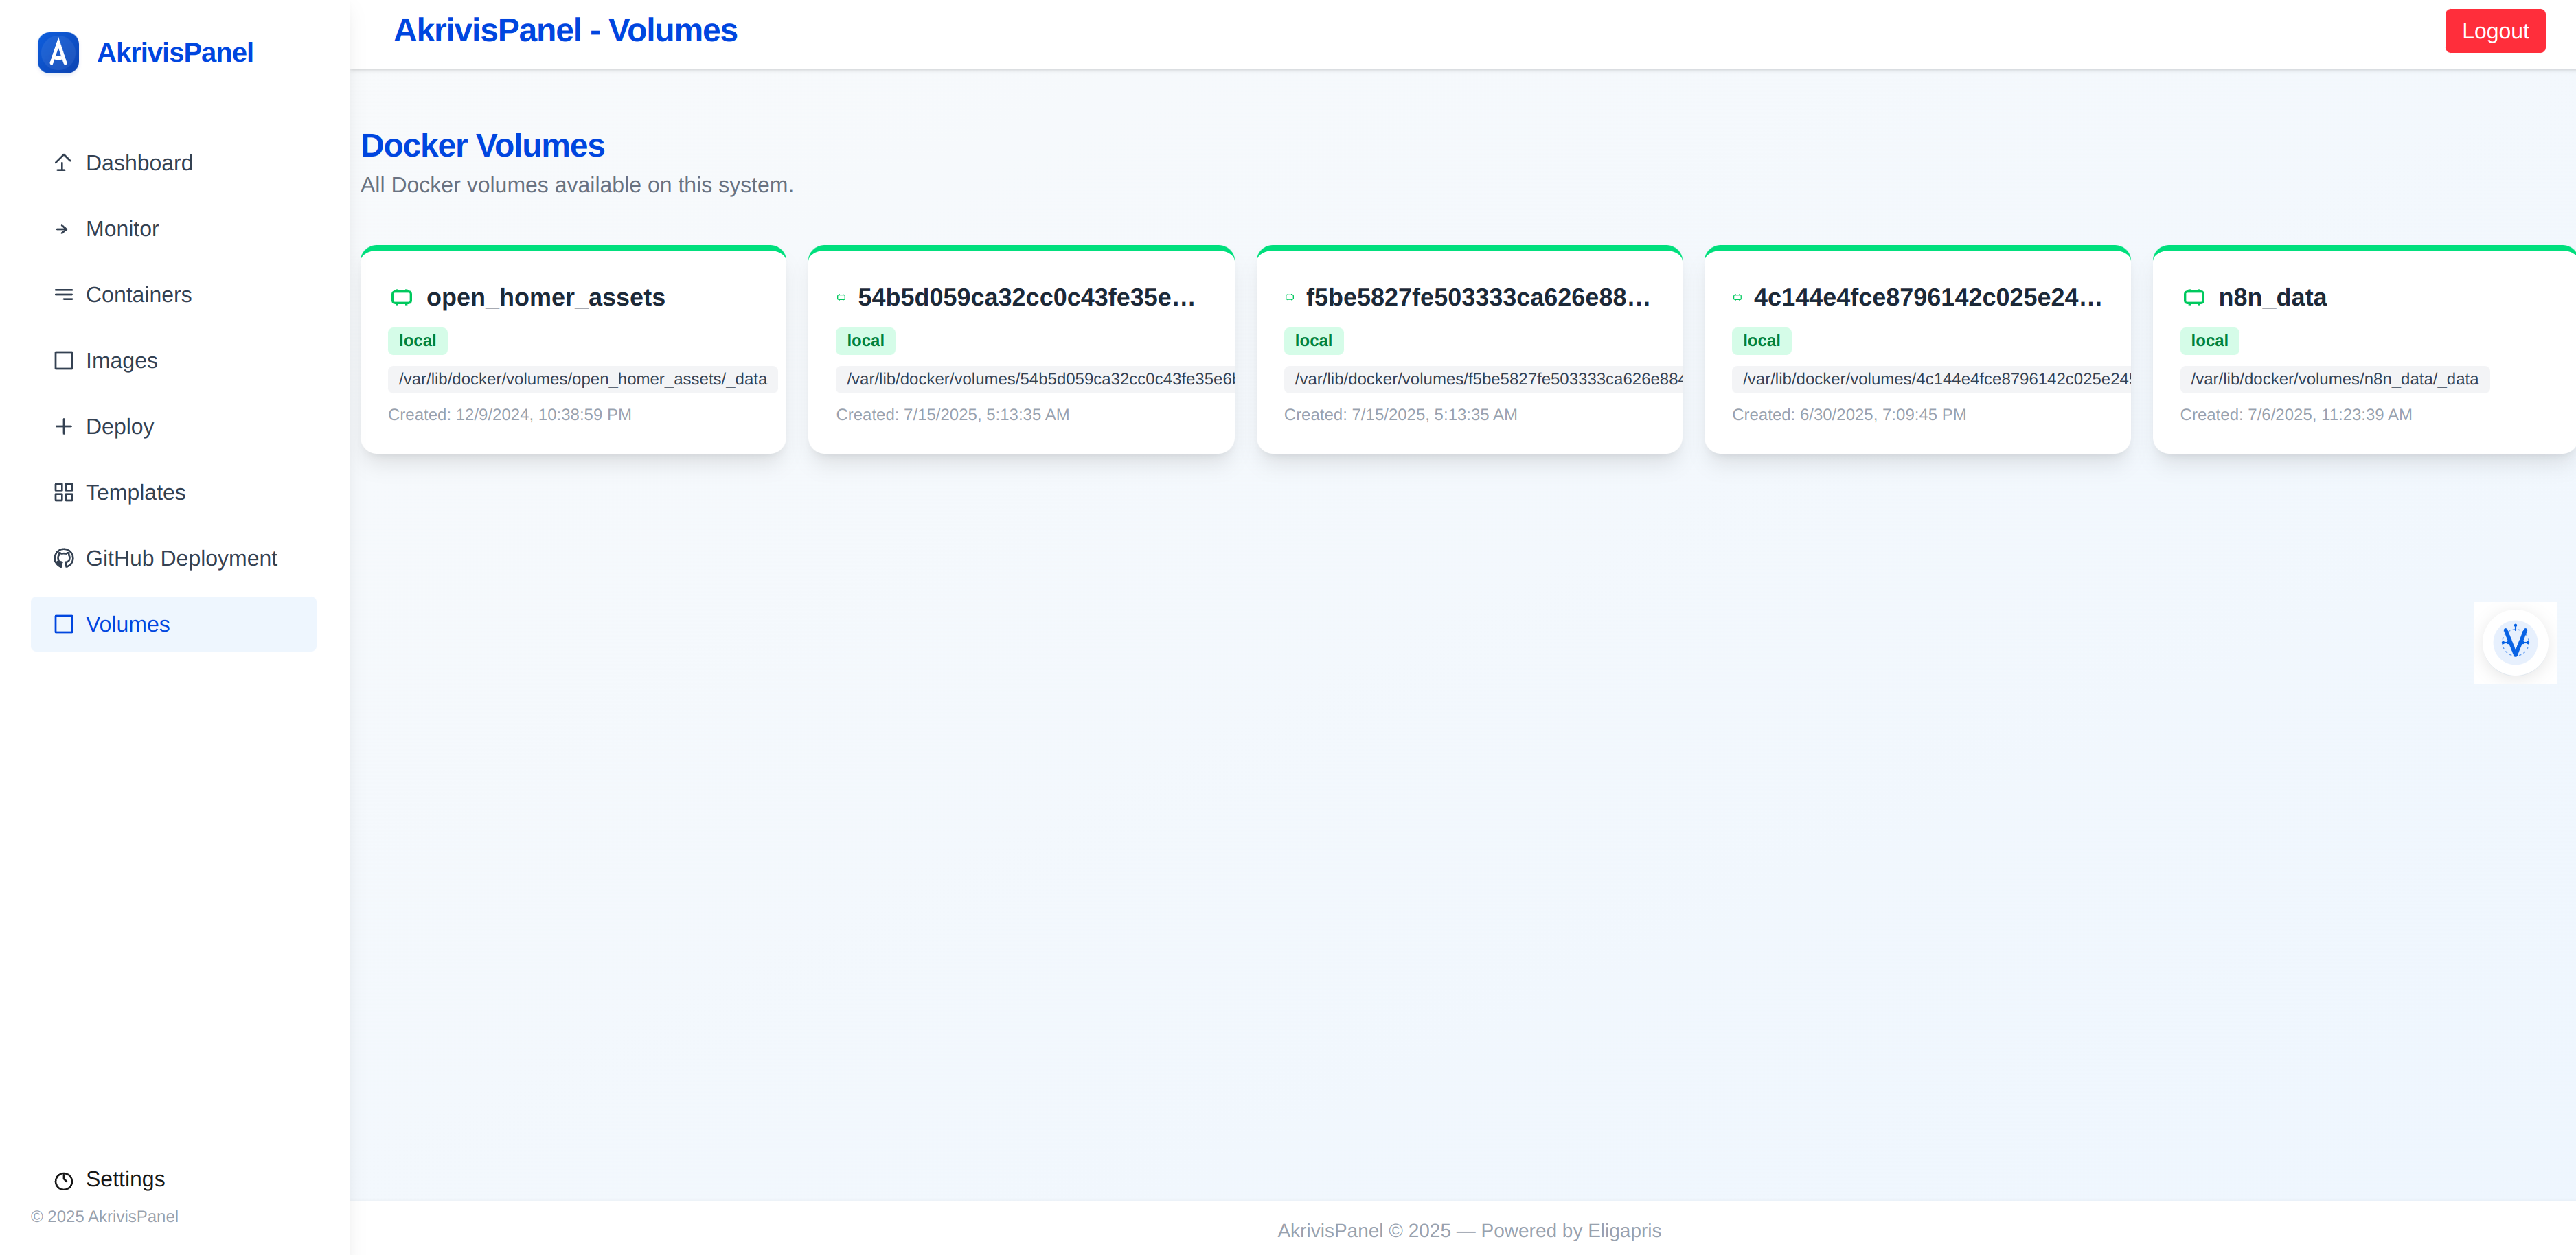 AkrivisPanel
AkrivisPanel - Volumes
Logout
Dashboard
Monitor
Containers
Images
Deploy
Templates
GitHub Deployment
Volumes
Settings
© 2025 AkrivisPanel
Docker Volumes
All Docker volumes available on this system.
open_homer_assets
local
/var/lib/docker/volumes/open_homer_assets/_data
Created: 12/9/2024, 10:38:59 PM
54b5d059ca32cc0c43fe35e…
local
/var/lib/docker/volumes/54b5d059ca32cc0c43fe35e6
Created: 7/15/2025, 5:13:35 AM
f5be5827fe503333ca626e88…
local
/var/lib/docker/volumes/f5be5827fe503333ca626e884
Created: 7/15/2025, 5:13:35 AM
4c144e4fce8796142c025e24…
local
/var/lib/docker/volumes/4c144e4fce8796142c025e245
Created: 6/30/2025, 7:09:45 PM
n8n_data
local
/var/lib/docker/volumes/n8n_data/_data
Created: 7/6/2025, 11:23:39 AM
AkrivisPanel © 2025 — Powered by Eligapris